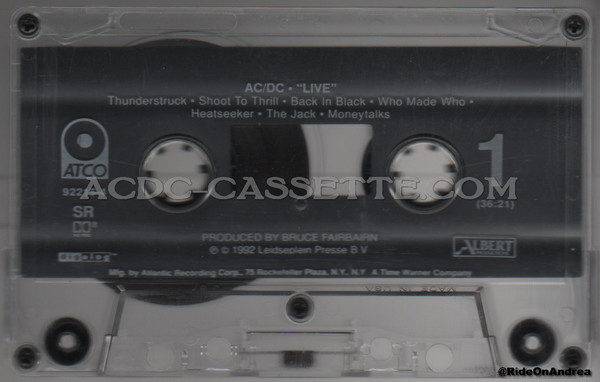 AC/DC • "LIVE"
Thunderstruck • Shoot To Thrill • Back In Black • Who Made Who •
Heatseeker • The Jack • Moneytalks
ATCO
1
ACDC-CASSETTE.COM
(36:21)
SR
PRODUCED BY BRUCE FAIRBAIRN
℗ © 1992 Leidseplein Presse B V
ALBERT
digalog
Mfg. by Atlantic Recording Corp., 75 Rockefeller Plaza, N.Y., N.Y A Time Warner Company
@RideOnAndrea